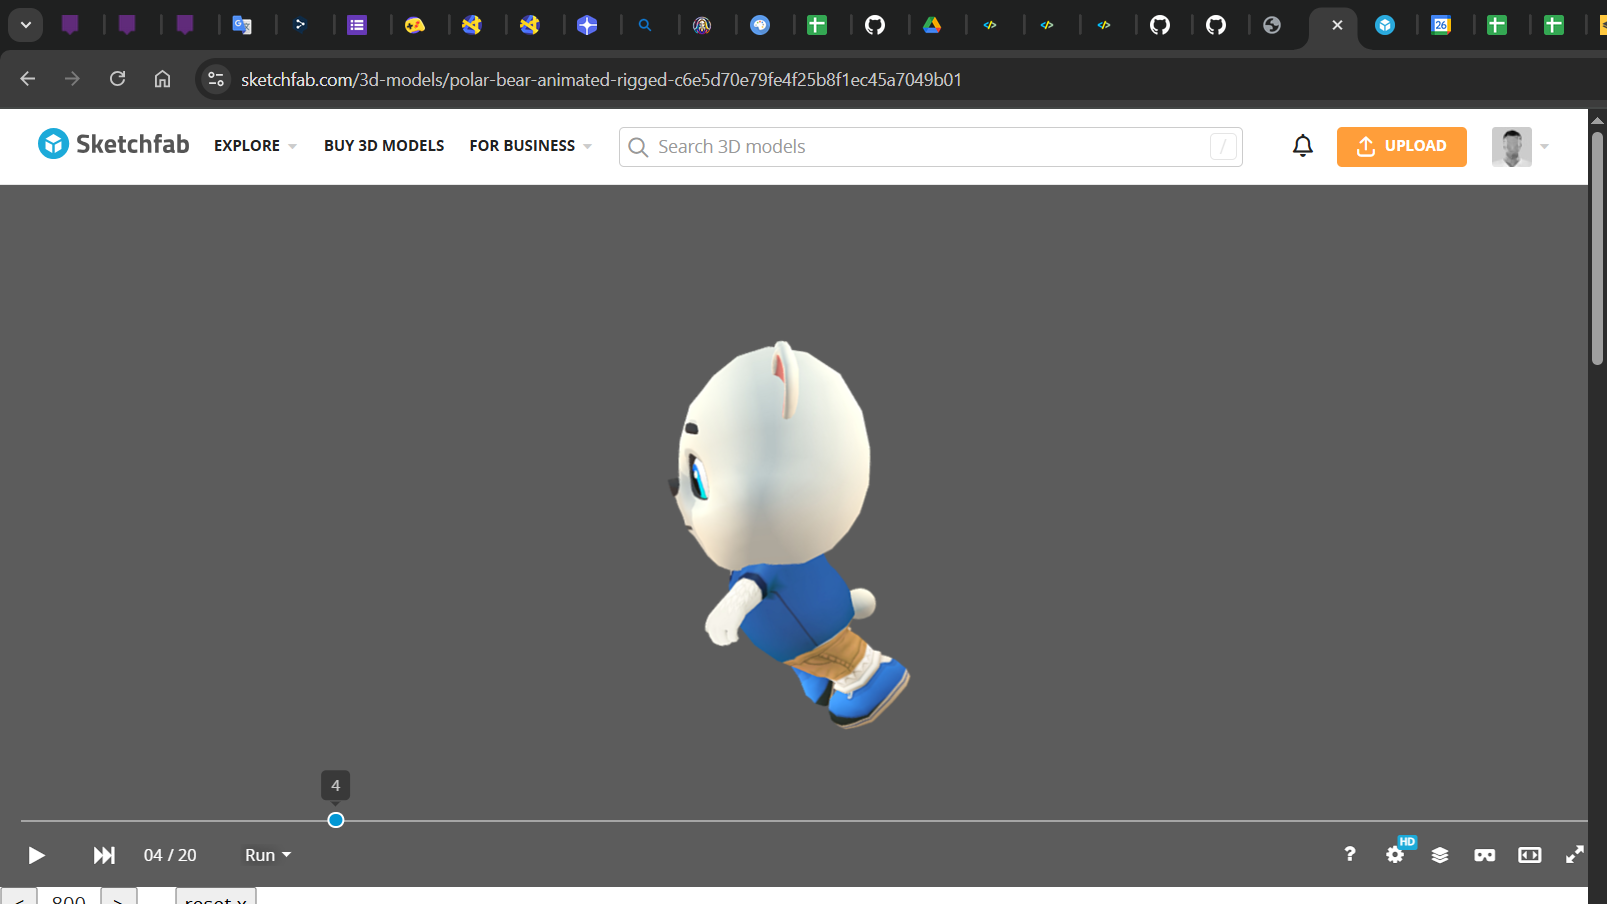 26
sketchfab.com/3d-models/polar-bear-animated-rigged-c6e5d70e79fe4f25b8f1ec45a7049b01
Sketchfab
EXPLORE
BUY 3D MODELS
FOR BUSINESS
Search 3D models
/
UPLOAD
4
04 / 20
Run
?
HD
< 800 > reset x